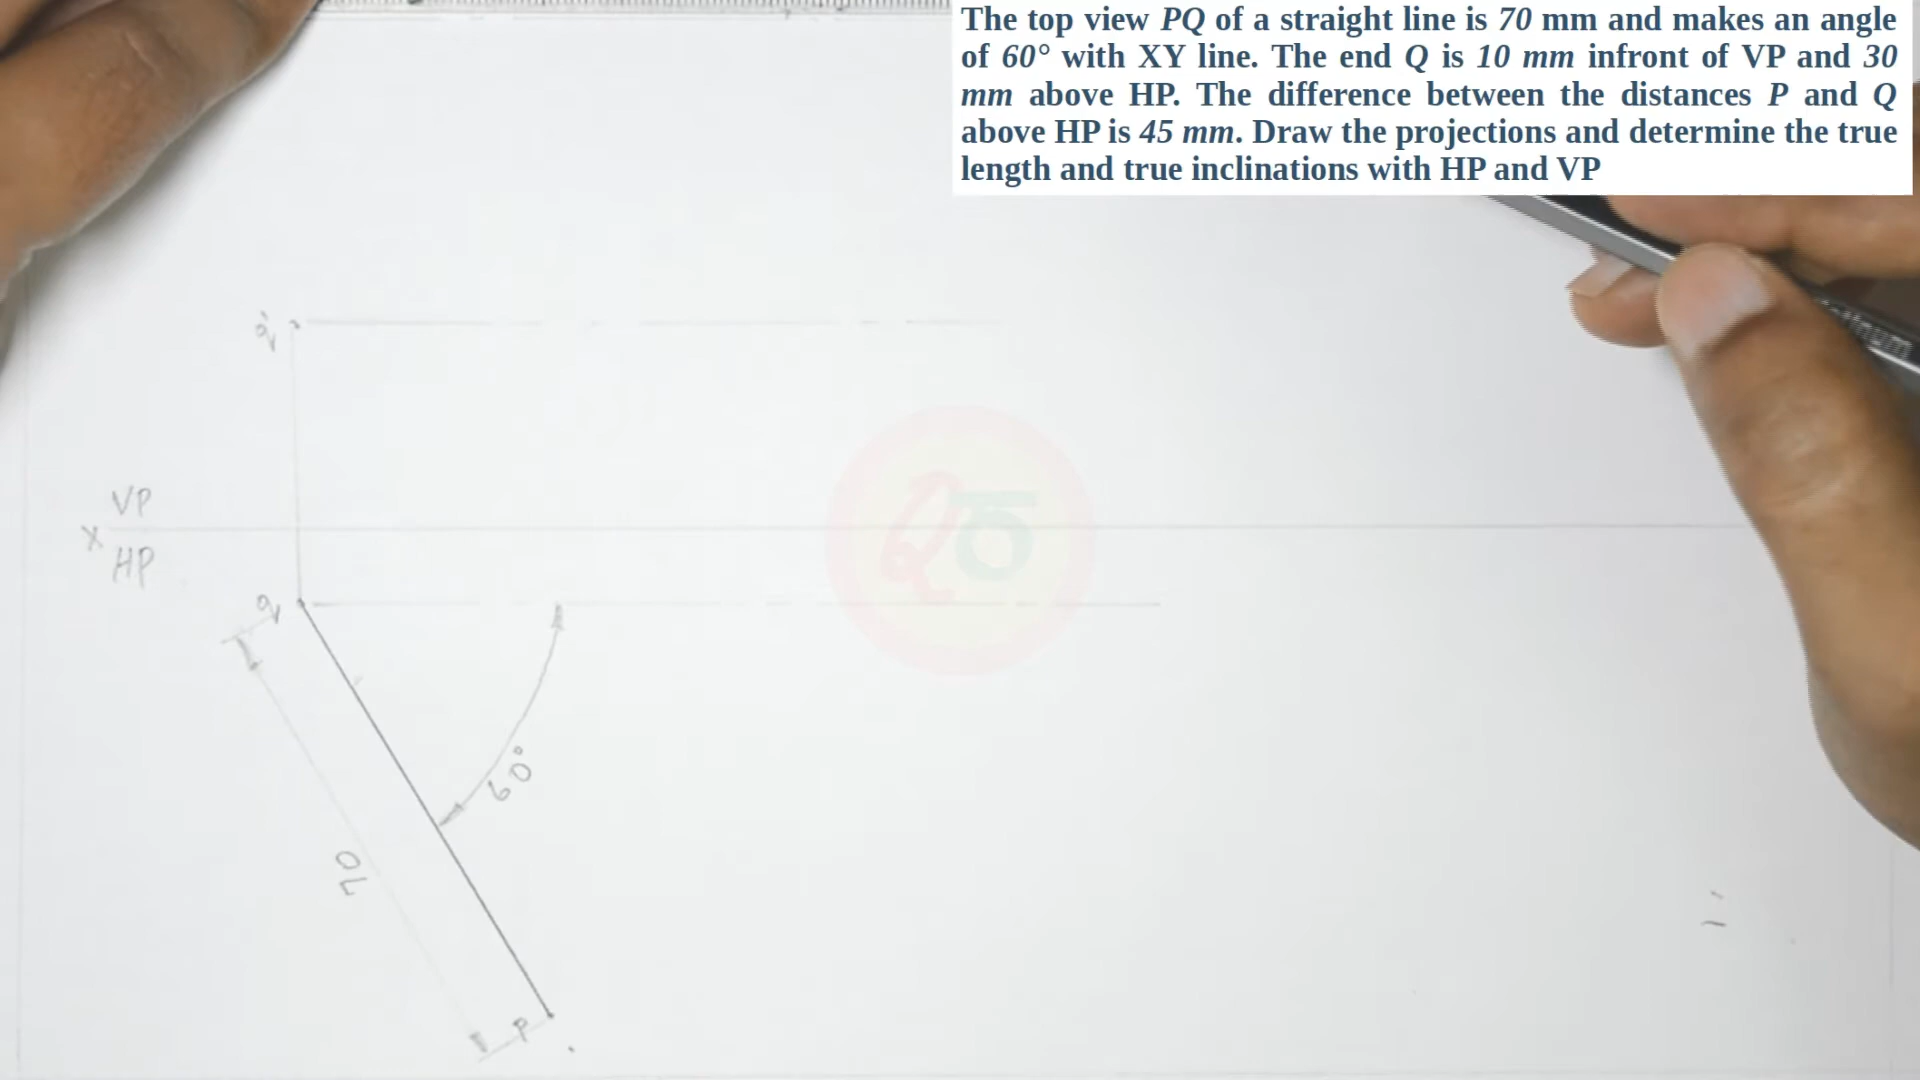 The top view PQ of a straight line is 70 mm and makes an angle
of 60° with XY line. The end Q is 10 mm infront of VP and 30
mm above HP. The difference between the distances P and Q
above HP is 45 mm. Draw the projections and determine the true
length and true inclinations with HP and VP
q'
VP
X
HP
q
60°
70
p